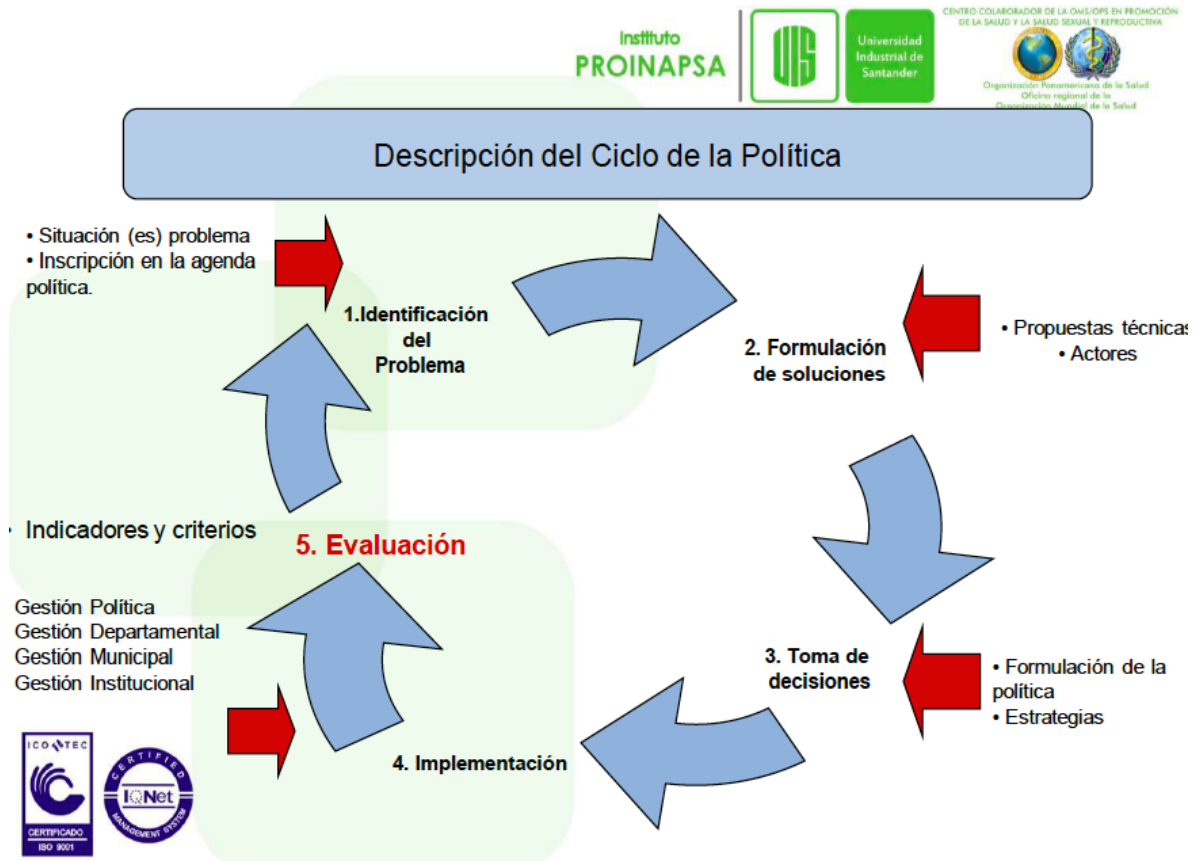 Instituto
PROINAPSA
UIS
Universidad
Industrial de
Santander
CENTRO COLABORADOR DE LA OMS/OPS EN PROMOCIÓN
DE LA SALUD Y LA SALUD SEXUAL Y REPRODUCTIVA
Organización Panamericana de la Salud
Oficina regional de la
Organización Mundial de la Salud
Descripción del Ciclo de la Política
• Situación (es) problema
• Inscripción en la agenda
política.
1.Identificación
del
Problema
2. Formulación
de soluciones
• Propuestas técnicas
• Actores
• Indicadores y criterios
5. Evaluación
Gestión Política
Gestión Departamental
Gestión Municipal
Gestión Institucional
3. Toma de
decisiones
• Formulación de la
política
• Estrategias
4. Implementación
ICONTEC
CERTIFICADO
ISO 9001
CERTIFIED
IQNet
MANAGEMENT SYSTEM